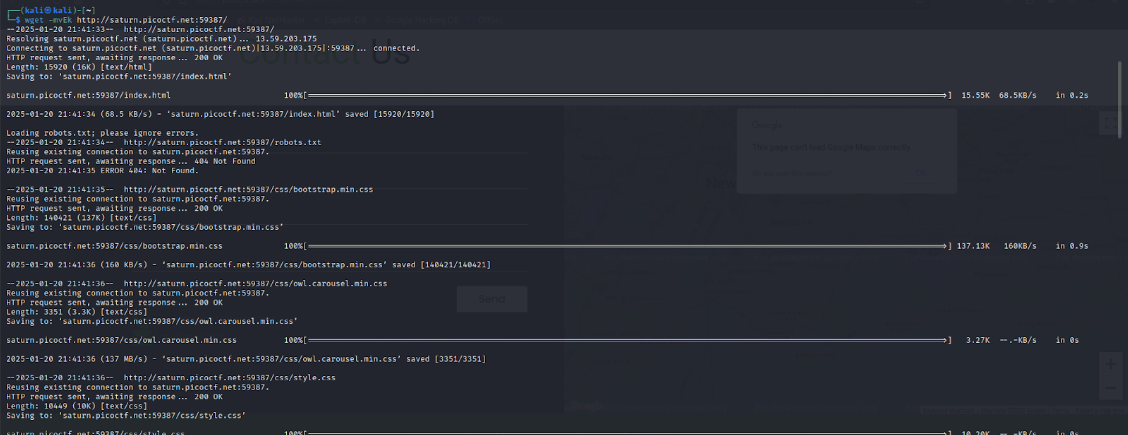 ┌──(kali㉿kali)-[~]
└─$ wget -mvEk http://saturn.picoctf.net:59387/
--2025-01-20 21:41:33--  http://saturn.picoctf.net:59387/
Resolving saturn.picoctf.net (saturn.picoctf.net)... 13.59.203.175
Connecting to saturn.picoctf.net (saturn.picoctf.net)|13.59.203.175|:59387... connected.
HTTP request sent, awaiting response... 200 OK
Length: 15920 (16K) [text/html]
Saving to: ‘saturn.picoctf.net:59387/index.html’
Contact Us
saturn.picoctf.net:59387/index.html 100%[===================>] 15.55K 68.5KB/s in 0.2s
2025-01-20 21:41:34 (68.5 KB/s) - ‘saturn.picoctf.net:59387/index.html’ saved [15920/15920]
Loading robots.txt; please ignore errors.
--2025-01-20 21:41:34--  http://saturn.picoctf.net:59387/robots.txt
Reusing existing connection to saturn.picoctf.net:59387.
HTTP request sent, awaiting response... 404 Not Found
2025-01-20 21:41:35 ERROR 404: Not Found.
Google
This page can't load Google Maps correctly.
--2025-01-20 21:41:35--  http://saturn.picoctf.net:59387/css/bootstrap.min.css
Reusing existing connection to saturn.picoctf.net:59387.
HTTP request sent, awaiting response... 200 OK
Length: 140421 (137K) [text/css]
Saving to: ‘saturn.picoctf.net:59387/css/bootstrap.min.css’
saturn.picoctf.net:59387/css/bootstrap.min.css 100%[===================>] 137.13K 160KB/s in 0.9s
2025-01-20 21:41:36 (160 KB/s) - ‘saturn.picoctf.net:59387/css/bootstrap.min.css’ saved [140421/140421]
--2025-01-20 21:41:36--  http://saturn.picoctf.net:59387/css/owl.carousel.min.css
Reusing existing connection to saturn.picoctf.net:59387.
HTTP request sent, awaiting response... 200 OK
Length: 3351 (3.3K) [text/css]
Saving to: ‘saturn.picoctf.net:59387/css/owl.carousel.min.css’
Send
saturn.picoctf.net:59387/css/owl.carousel.min.css 100%[===================>] 3.27K --.-KB/s in 0s
2025-01-20 21:41:36 (137 MB/s) - ‘saturn.picoctf.net:59387/css/owl.carousel.min.css’ saved [3351/3351]
--2025-01-20 21:41:36--  http://saturn.picoctf.net:59387/css/style.css
Reusing existing connection to saturn.picoctf.net:59387.
HTTP request sent, awaiting response... 200 OK
Length: 10449 (10K) [text/css]
Saving to: ‘saturn.picoctf.net:59387/css/style.css’
saturn.picoctf.net:59387/css/style.css 100%[===================>] 10.20K --.-KB/s in 0s